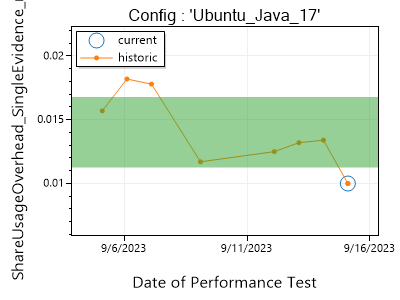 Config : 'Ubuntu_Java_17'
current
historic
ShareUsageOverhead_SingleEvidence_
0.02
0.015
0.01
9/6/2023
9/11/2023
9/16/2023
Date of Performance Test